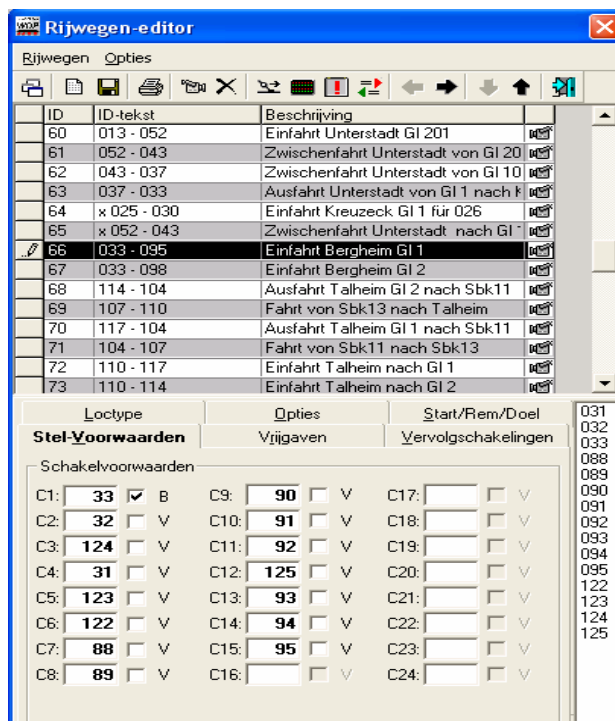 Rijwegen-editor
Rijwegen Opties
ID ID-tekst Beschrijving
60 013 - 052 Einfahrt Unterstadt Gl 201
61 052 - 043 Zwischenfahrt Unterstadt von Gl 20
62 043 - 037 Zwischenfahrt Unterstadt von Gl 10
63 037 - 033 Ausfahrt Unterstadt von Gl 1 nach K
64 x 025 - 030 Einfahrt Kreuzeck Gl 1 für 026
65 x 052 - 043 Zwischenfahrt Unterstadt nach Gl
66 033 - 095 Einfahrt Bergheim Gl 1
67 033 - 098 Einfahrt Bergheim Gl 2
68 114 - 104 Ausfahrt Talheim Gl 2 nach Sbk11
69 107 - 110 Fahrt von Sbk13 nach Talheim
70 117 - 104 Ausfahrt Talheim Gl 1 nach Sbk11
71 104 - 107 Fahrt von Sbk11 nach Sbk13
72 110 - 117 Einfahrt Talheim nach Gl 1
73 110 - 114 Einfahrt Talheim nach Gl 2
Loctype Opties Start/Rem/Doel
Stel-Voorwaarden Vrijgaven Vervolgschakelingen
Schakelvoorwaarden
C1: 33 B C9: 90 V C17: V
C2: 32 V C10: 91 V C18: V
C3: 124 V C11: 92 V C19: V
C4: 31 V C12: 125 V C20: V
C5: 123 V C13: 93 V C21: V
C6: 122 V C14: 94 V C22: V
C7: 88 V C15: 95 V C23: V
C8: 89 V C16: V C24: V
031
032
033
088
089
090
091
092
093
094
095
122
123
124
125